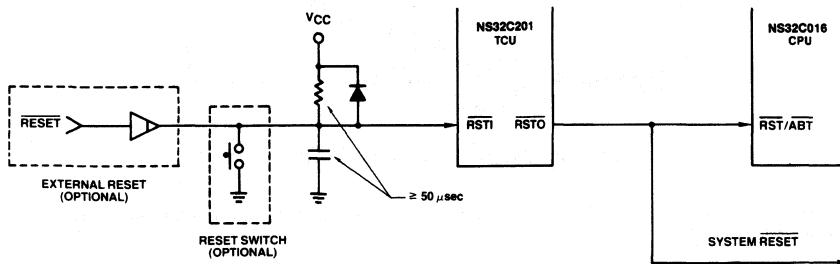 VCC
NS32C201
TCU
NS32C016
CPU
RESET
RSTI
RSTO
RST/ABT
EXTERNAL RESET
(OPTIONAL)
≥ 50 μsec
RESET SWITCH
(OPTIONAL)
SYSTEM RESET